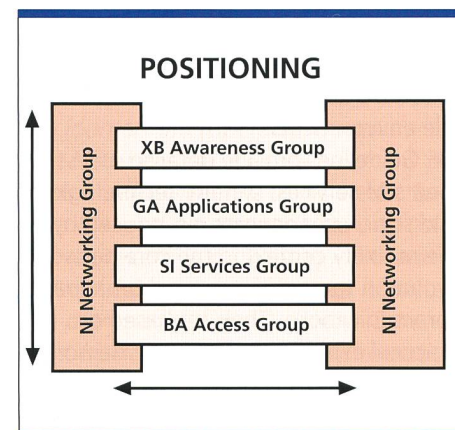 POSITIONING
NI Networking Group
XB Awareness Group
GA Applications Group
SI Services Group
BA Access Group
NI Networking Group